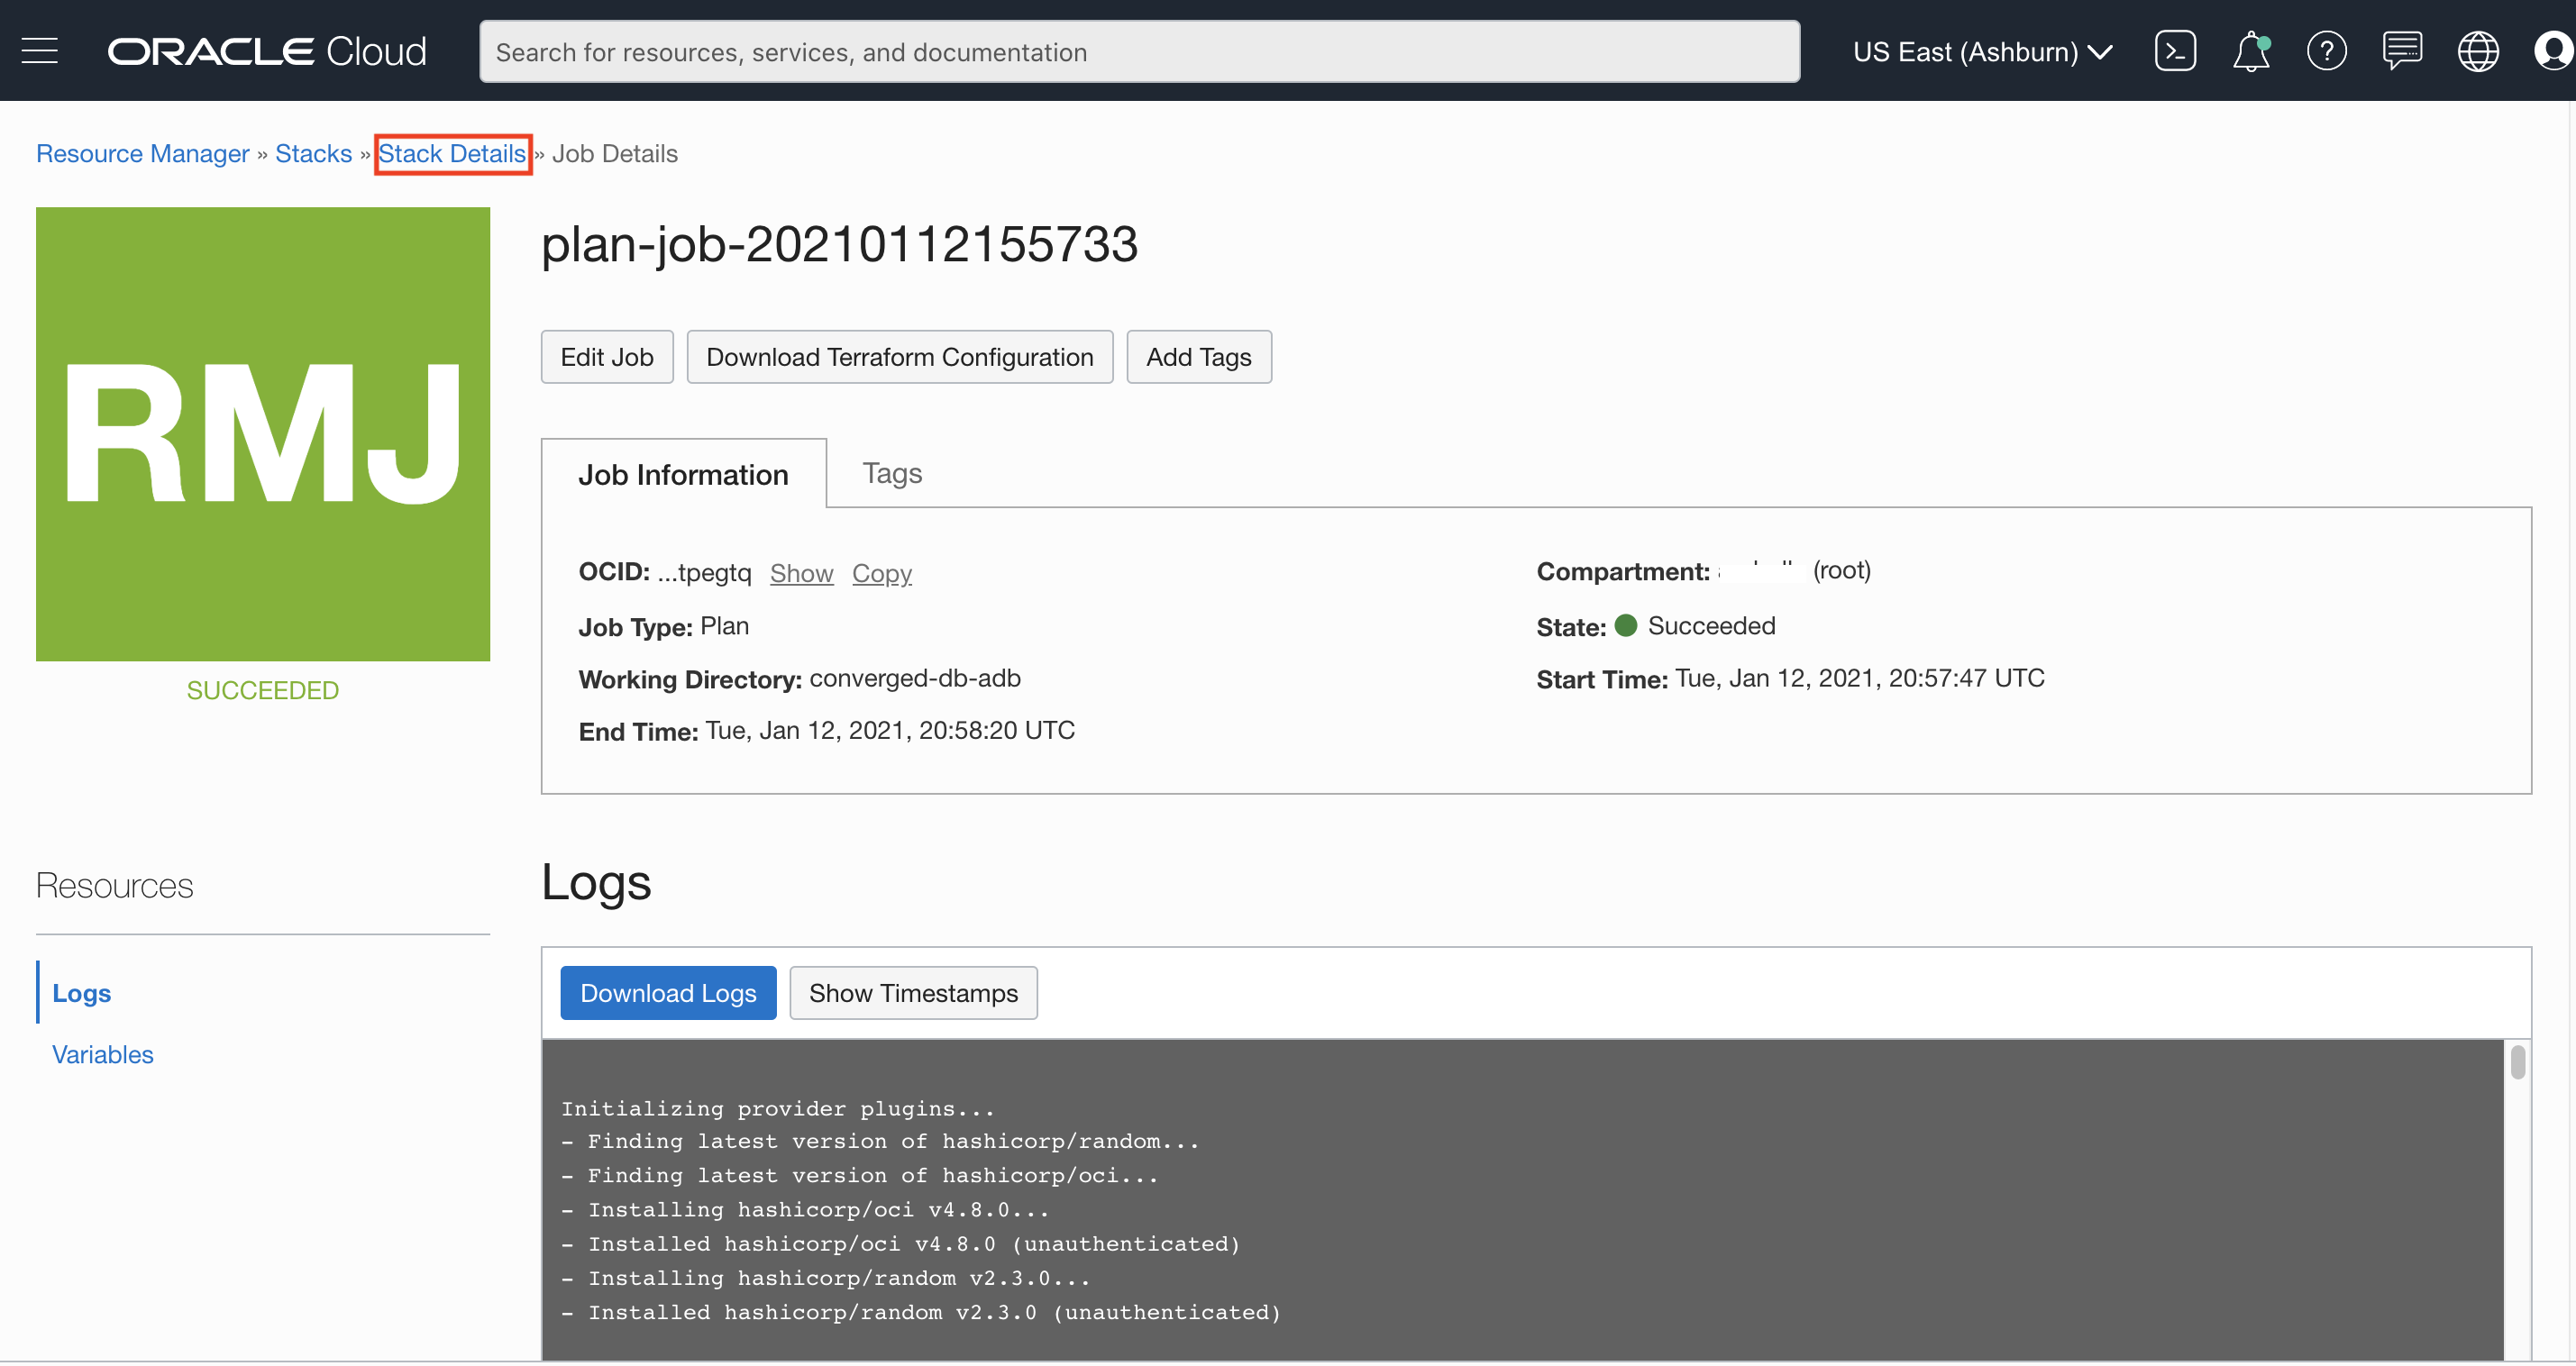 ORACLE Cloud
Search for resources, services, and documentation
US East (Ashburn)
Resource Manager » Stacks » Stack Details » Job Details
RMJ
SUCCEEDED
plan-job-20210112155733
Edit Job
Download Terraform Configuration
Add Tags
Job Information
Tags
OCID: ...tpegtq Show Copy
Compartment: (root)
Job Type: Plan
State: Succeeded
Working Directory: converged-db-adb
Start Time: Tue, Jan 12, 2021, 20:57:47 UTC
End Time: Tue, Jan 12, 2021, 20:58:20 UTC
Resources
Logs
Variables
Logs
Download Logs
Show Timestamps
Initializing provider plugins...
- Finding latest version of hashicorp/random...
- Finding latest version of hashicorp/oci...
- Installing hashicorp/oci v4.8.0...
- Installed hashicorp/oci v4.8.0 (unauthenticated)
- Installing hashicorp/random v2.3.0...
- Installed hashicorp/random v2.3.0 (unauthenticated)